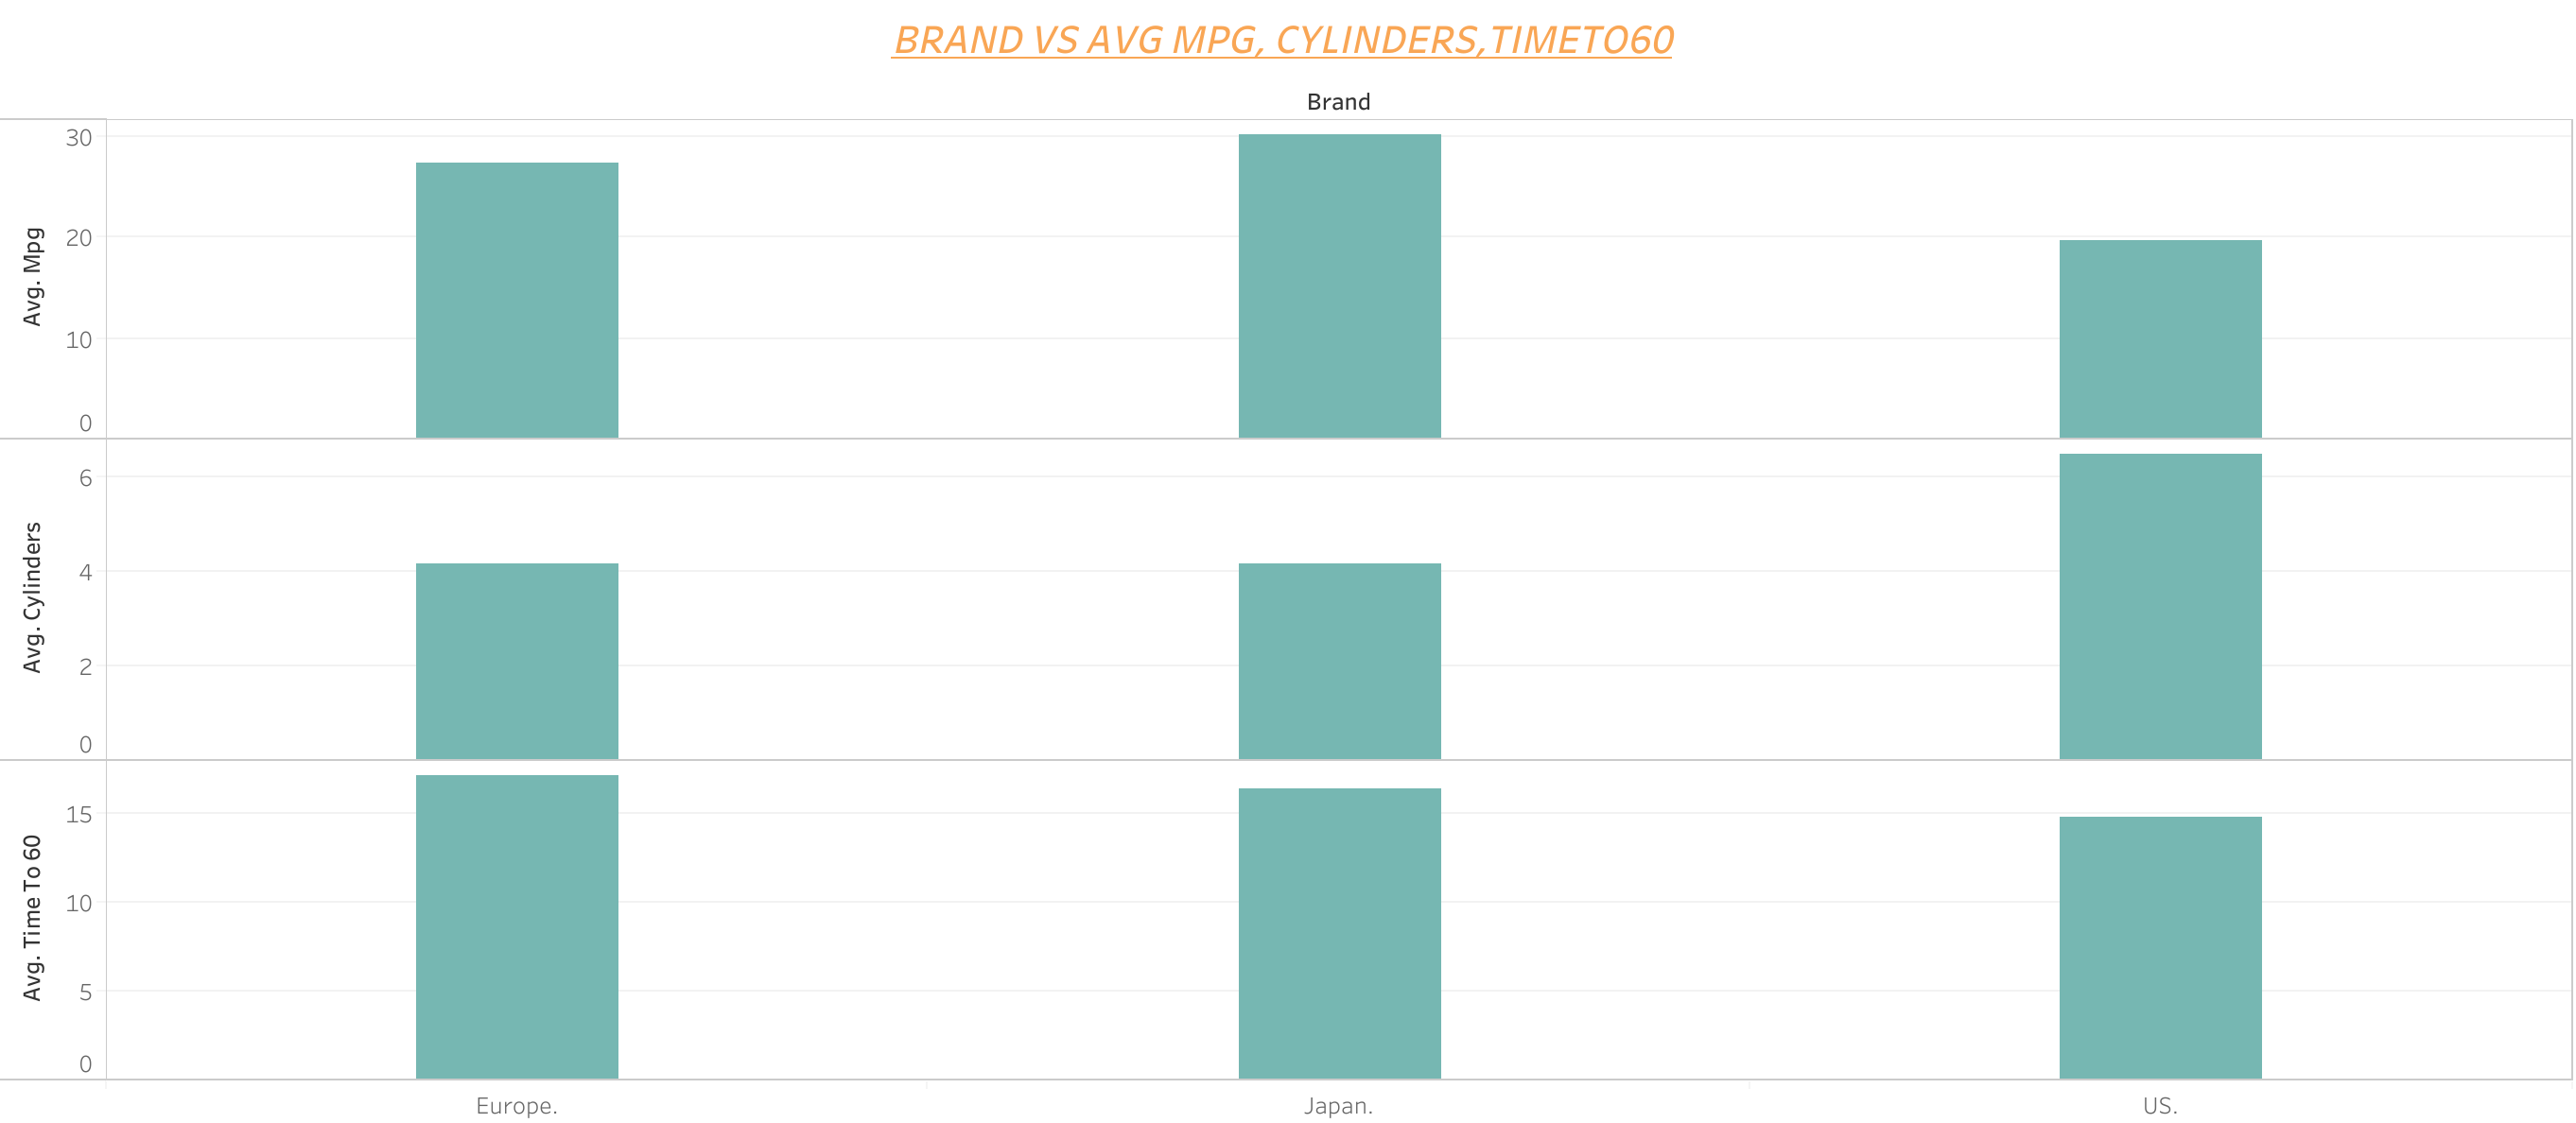 BRAND VS AVG MPG, CYLINDERS,TIMETO60
Brand
Avg. Mpg
30
20
10
0
Avg. Cylinders
6
4
2
0
Avg. Time To 60
15
10
5
0
Europe.
Japan.
US.